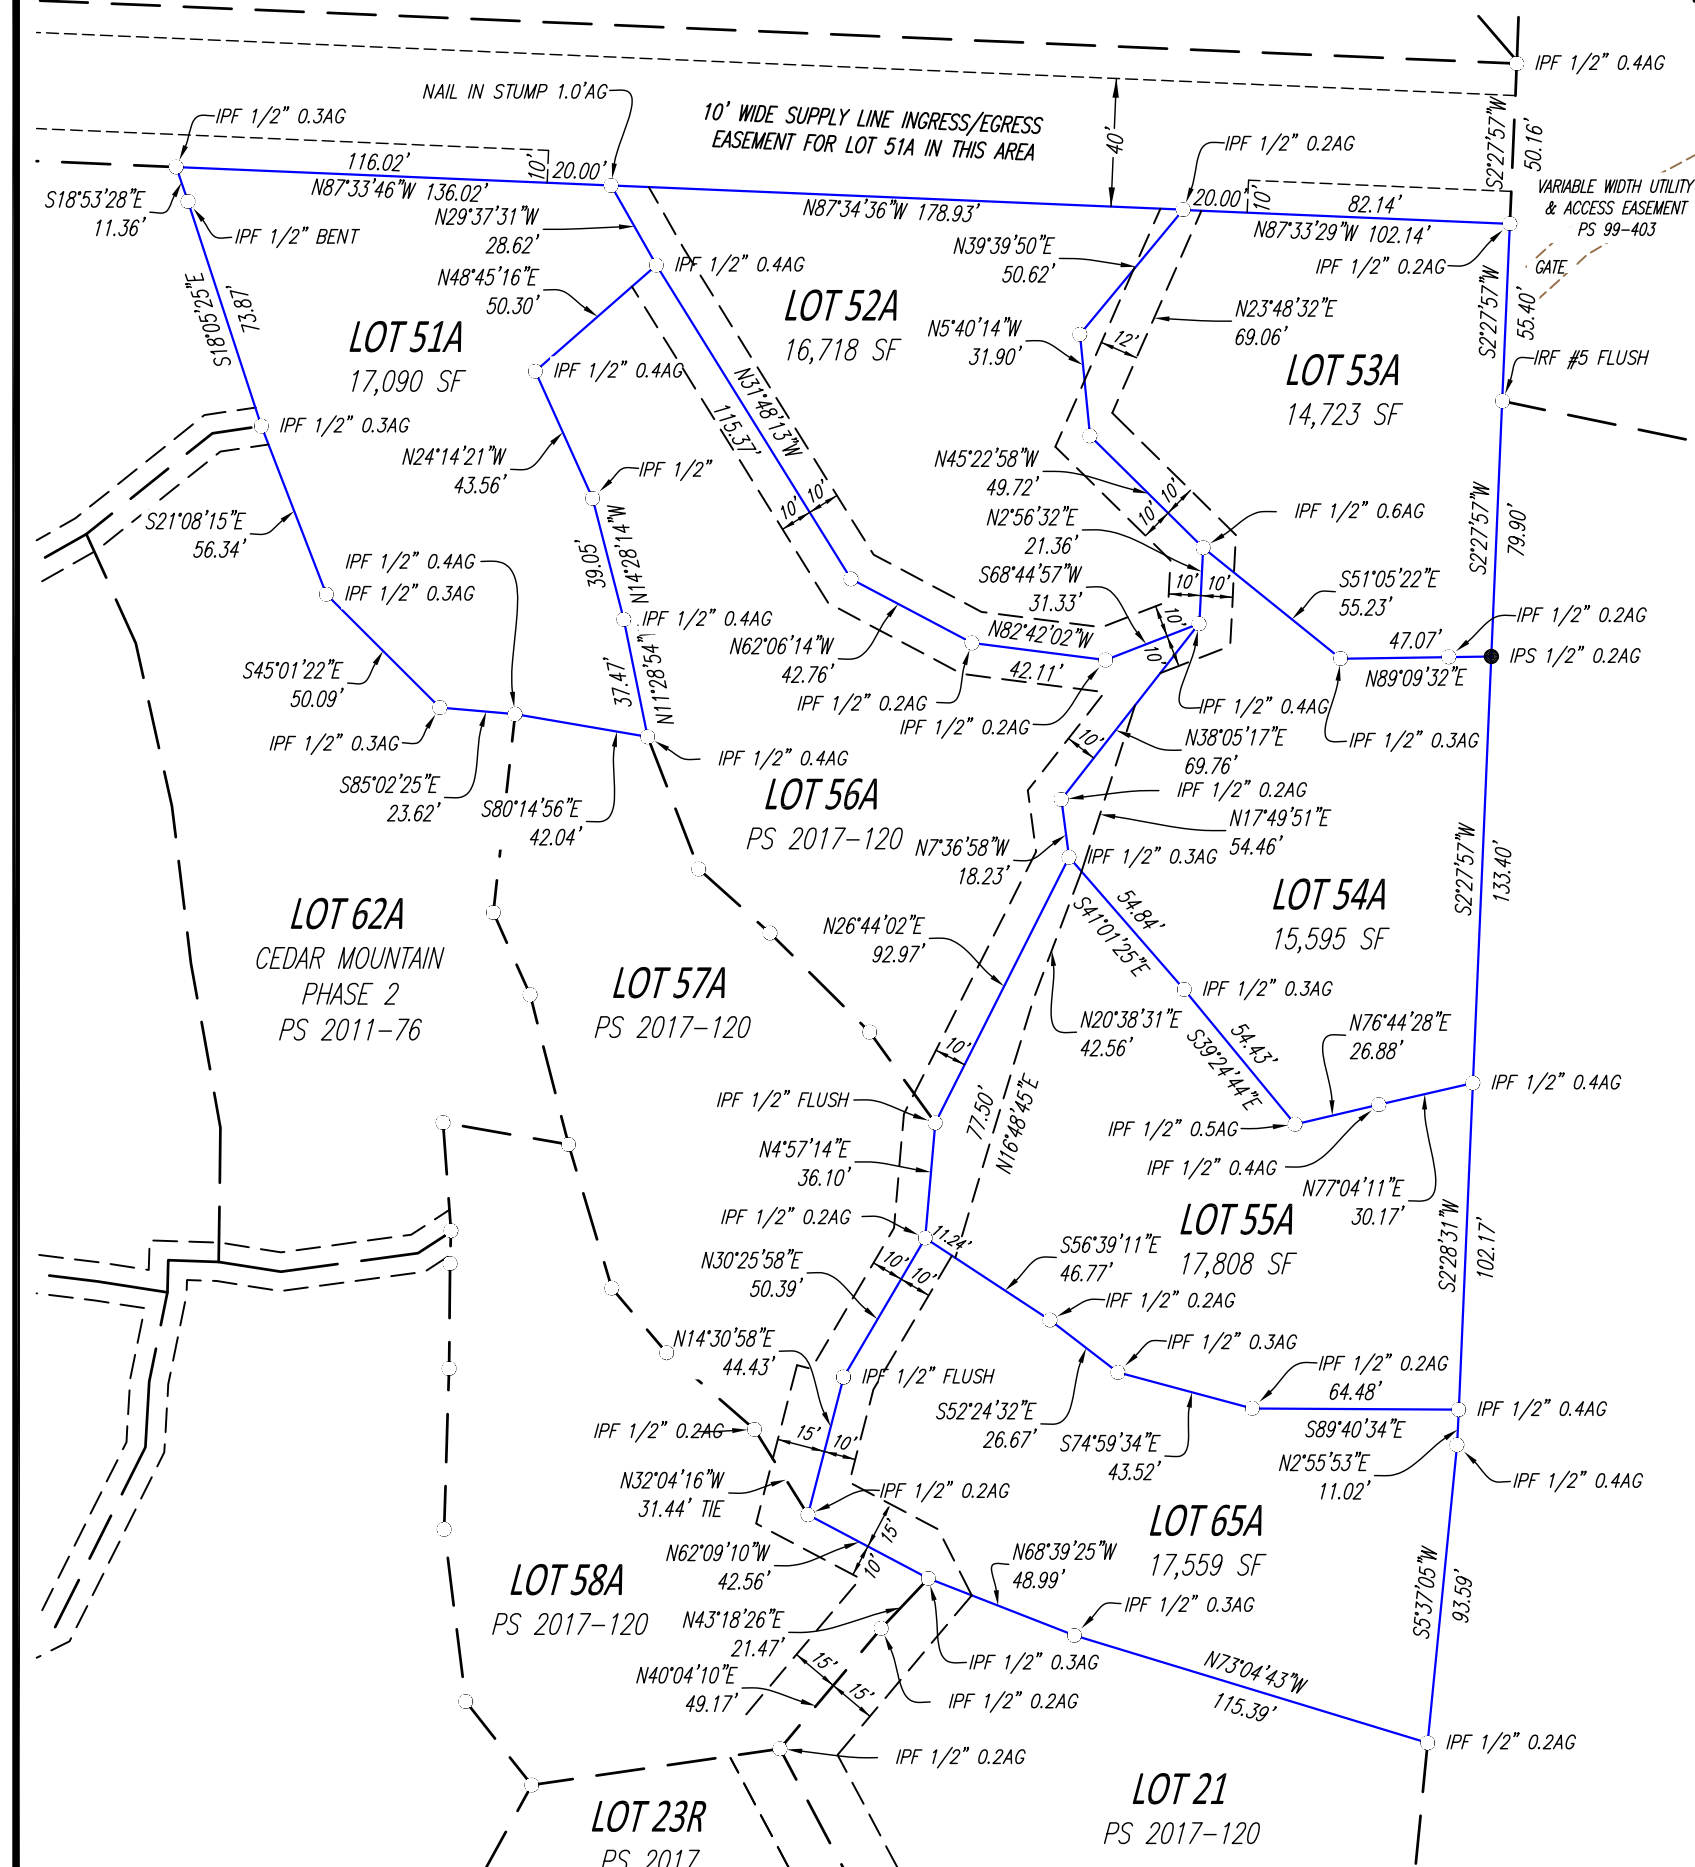 IPF 1/2" 0.4AG
NAIL IN STUMP 1.0'AG
IPF 1/2" 0.3AG
10' WIDE SUPPLY LINE INGRESS/EGRESS
EASEMENT FOR LOT 51A IN THIS AREA
40'
IPF 1/2" 0.2AG
S2°27'57"W
50.16'
VARIABLE WIDTH UTILITY
& ACCESS EASEMENT
PS 99-403
GATE
116.02'
10'
20.00'
N87°33'46"W 136.02'
S18°53'28"E
11.36'
IPF 1/2" BENT
N29°37'31"W
28.62'
N87°34'36"W 178.93'
20.00'
10'
82.14'
N87°33'29"W 102.14'
IPF 1/2" 0.2AG
N39°39'50"E
50.62'
IPF 1/2" 0.4AG
N48°45'16"E
50.30'
S18°05'25"E
73.87'
LOT 51A
17,090 SF
LOT 52A
16,718 SF
N5°40'14"W
31.90'
12'
N23°48'32"E
69.06'
S2°27'57"W
55.40'
IRF #5 FLUSH
LOT 53A
14,723 SF
IPF 1/2" 0.4AG
N31°48'13"W
115.37'
IPF 1/2" 0.3AG
N24°14'21"W
43.56'
IPF 1/2"
N45°22'58"W
49.72'
10'
10'
10'
10'
N2°56'32"E
21.36'
IPF 1/2" 0.6AG
S2°27'57"W
79.90'
S21°08'15"E
56.34'
39.05'
N14°28'14"W
IPF 1/2" 0.4AG
IPF 1/2" 0.3AG
S68°44'57"W
31.33'
10'
10'
S51°05'22"E
55.23'
IPF 1/2" 0.4AG
10'
10'
N82°42'02"W
42.11'
47.07'
N89°09'32"E
IPF 1/2" 0.2AG
IPS 1/2" 0.2AG
N62°06'14"W
42.76'
S45°01'22"E
50.09'
37.47'
N11°28'54"
IPF 1/2" 0.2AG
IPF 1/2" 0.2AG
IPF 1/2" 0.4AG
IPF 1/2" 0.3AG
IPF 1/2" 0.3AG
IPF 1/2" 0.4AG
10'
N38°05'17"E
69.76'
S85°02'25"E
23.62'
S80°14'56"E
42.04'
LOT 56A
PS 2017-120
IPF 1/2" 0.2AG
N17°49'51"E
54.46'
N7°36'58"W
18.23'
IPF 1/2" 0.3AG
S2°27'57"W
133.40'
LOT 54A
15,595 SF
LOT 62A
CEDAR MOUNTAIN
PHASE 2
PS 2011-76
54.84'
S41°01'25"E
N26°44'02"E
92.97'
LOT 57A
PS 2017-120
IPF 1/2" 0.3AG
N20°38'31"E
42.56'
10'
54.43'
S39°24'44"E
N76°44'28"E
26.88'
IPF 1/2" 0.4AG
IPF 1/2" FLUSH
77.50'
N16°48'45"E
IPF 1/2" 0.5AG
IPF 1/2" 0.4AG
N4°57'14"E
36.10'
N77°04'11"E
30.17'
IPF 1/2" 0.2AG
11.24'
LOT 55A
17,808 SF
S2°28'31"W
102.17'
S56°39'11"E
46.77'
N30°25'58"E
50.39'
10'
10'
IPF 1/2" 0.2AG
N14°30'58"E
44.43'
IPF 1/2" 0.3AG
IPF 1/2" FLUSH
IPF 1/2" 0.2AG
64.48'
IPF 1/2" 0.4AG
S89°40'34"E
S52°24'32"E
26.67'
S74°59'34"E
43.52'
IPF 1/2" 0.2AG
15'
10'
N2°55'53"E
11.02'
IPF 1/2" 0.4AG
N32°04'16"W
31.44' TIE
IPF 1/2" 0.2AG
LOT 65A
17,559 SF
15'
10'
N62°09'10"W
42.56'
N68°39'25"W
48.99'
LOT 58A
PS 2017-120
IPF 1/2" 0.3AG
S5°37'05"W
93.59'
N43°18'26"E
21.47'
IPF 1/2" 0.3AG
N73°04'43"W
115.39'
N40°04'10"E
49.17'
15'
15'
IPF 1/2" 0.2AG
IPF 1/2" 0.2AG
IPF 1/2" 0.2AG
LOT 21
PS 2017-120
LOT 23R
PS 2017